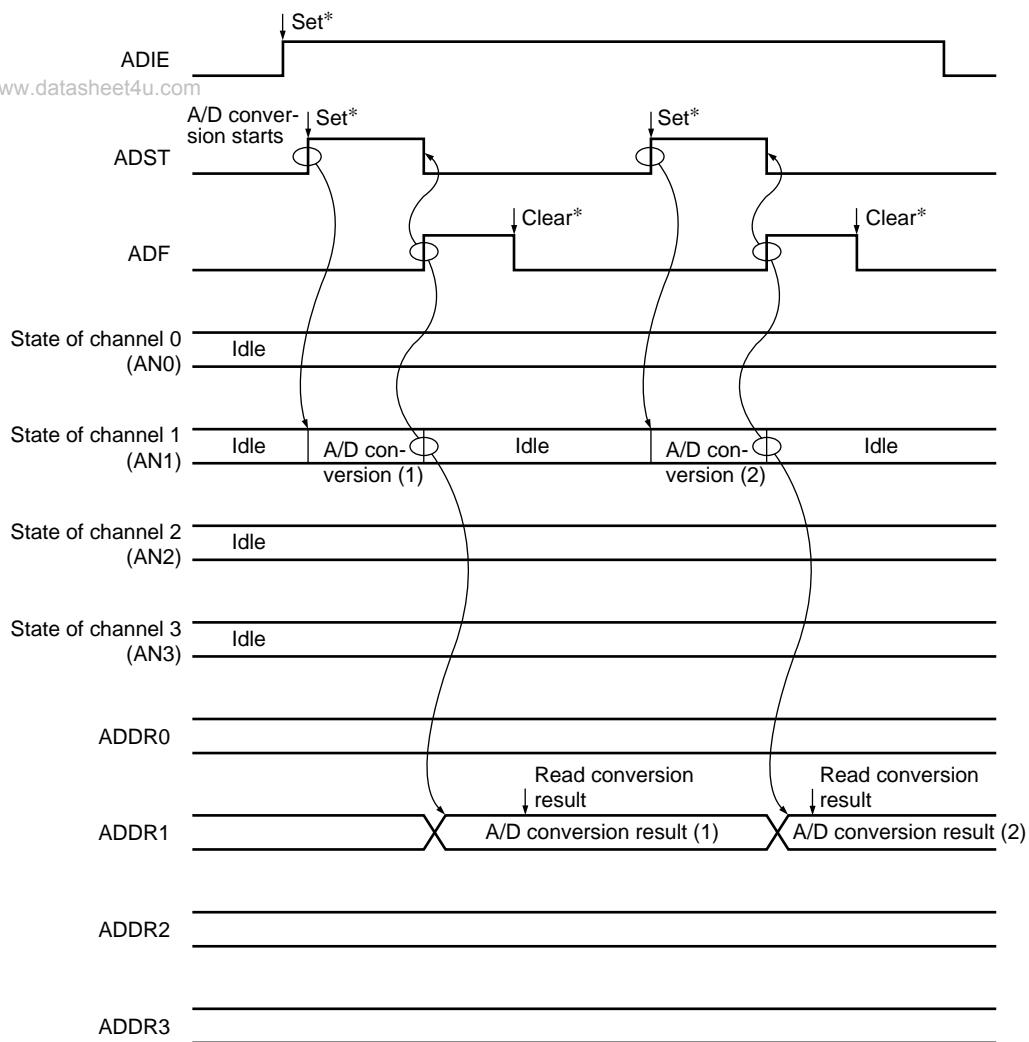 Set*
ADIE
ww.datasheet4u.com
A/D conver-
sion starts
Set*
Set*
ADST
Clear*
Clear*
ADF
State of channel 0
(AN0)
Idle
State of channel 1
(AN1)
Idle
A/D con-
version (1)
Idle
A/D con-
version (2)
Idle
State of channel 2
(AN2)
Idle
State of channel 3
(AN3)
Idle
ADDR0
Read conversion
result
Read conversion
result
ADDR1
A/D conversion result (1)
A/D conversion result (2)
ADDR2
ADDR3